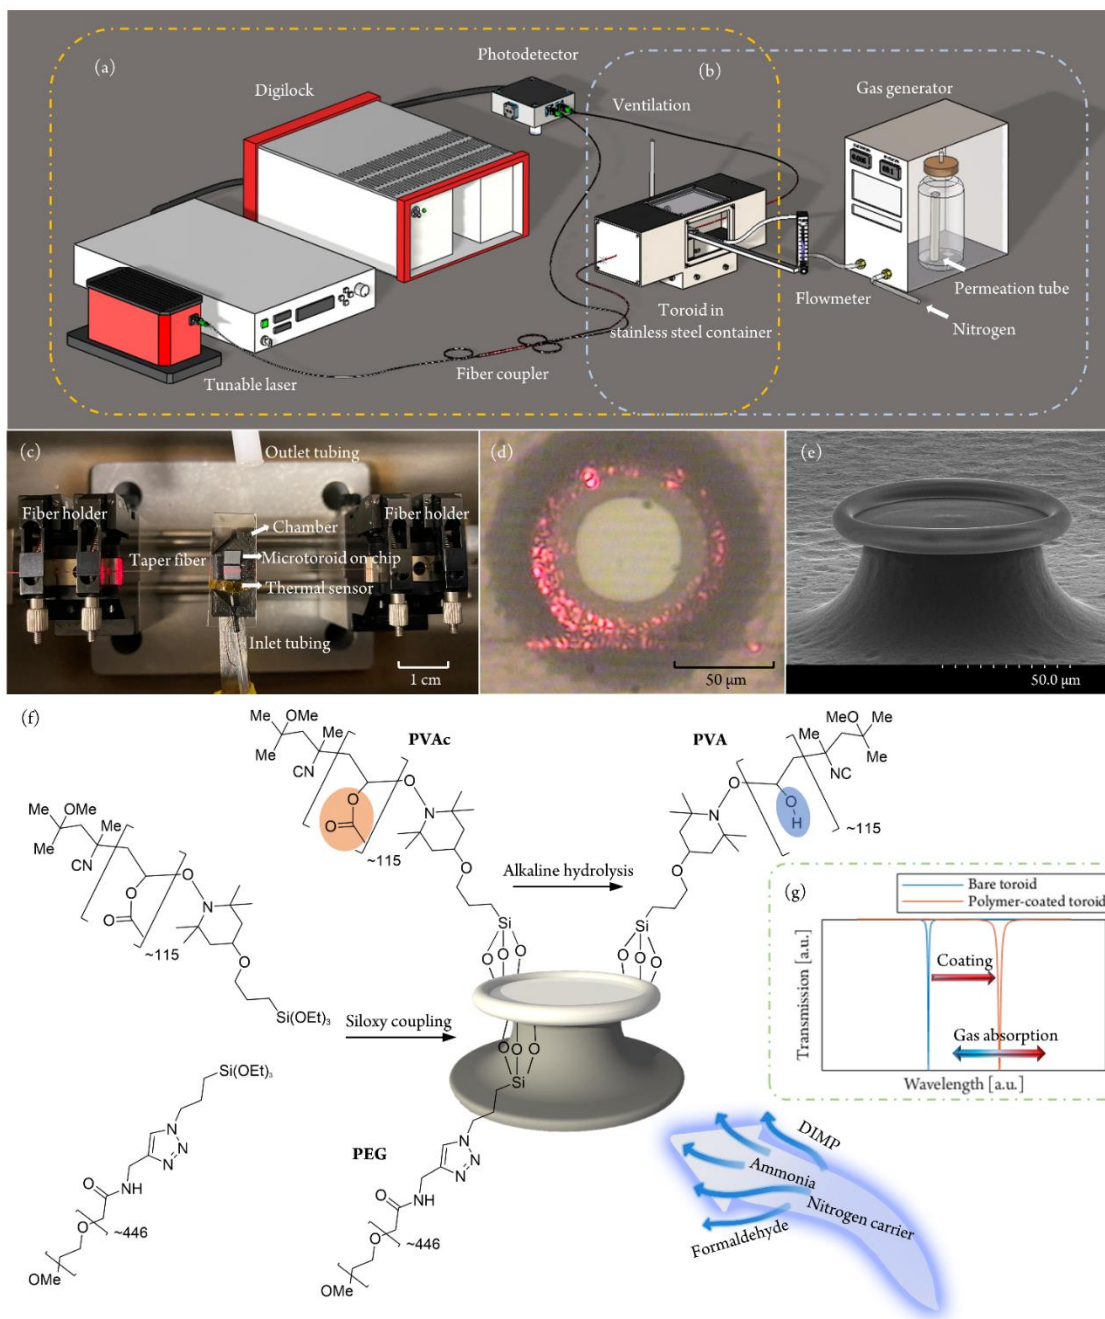 (a)
Photodetector
(b)
Digilock
Ventilation
Gas generator
Permeation tube
Toroid in
stainless steel container
Flowmeter
Nitrogen
Fiber coupler
Tunable laser
(c)
Outlet tubing
Fiber holder
Fiber holder
Chamber
Taper fiber
Microtoroid on chip
Thermal sensor
Inlet tubing
1 cm
(d)
50 µm
(e)
50.0 µm
(f)
Me
OMe
Me
Me
CN
PVAc
O
O
O
N
~115
O
Si
O
O
O
PVA
MeO
Me
Me
Me
NC
O
O
H
N
~115
O
Si
O
O
O
Alkaline hydrolysis
Me
OMe
Me
Me
CN
O
O
O
N
~115
O
Si(OEt)3
Siloxy coupling
O
O
O
Si
(g)
Bare toroid
Polymer-coated toroid
Transmission [a.u.]
Coating
Gas absorption
Wavelength [a.u.]
Si(OEt)3
N
N
N
O
NH
O
~446
OMe
PEG
N
N
N
O
NH
O
~446
OMe
DIMP
Ammonia
Nitrogen carrier
Formaldehyde